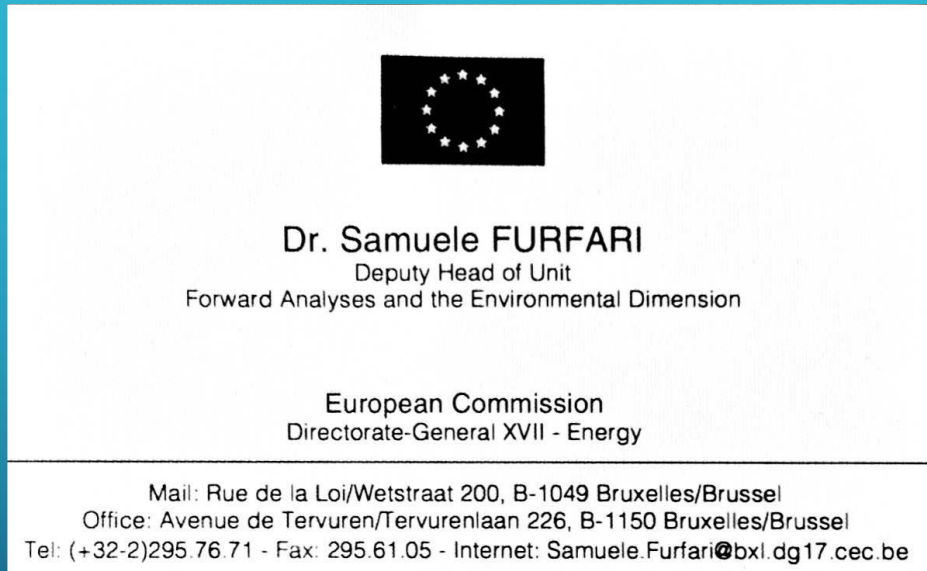 Dr. Samuele FURFARI
Deputy Head of Unit
Forward Analyses and the Environmental Dimension
European Commission
Directorate-General XVII - Energy
Mail: Rue de la Loi/Wetstraat 200, B-1049 Bruxelles/Brussel
Office: Avenue de Tervuren/Tervurenlaan 226, B-1150 Bruxelles/Brussel
Tel: (+32-2)295.76.71 - Fax: 295.61.05 - Internet: Samuele.Furfari@bxl.dg17.cec.be